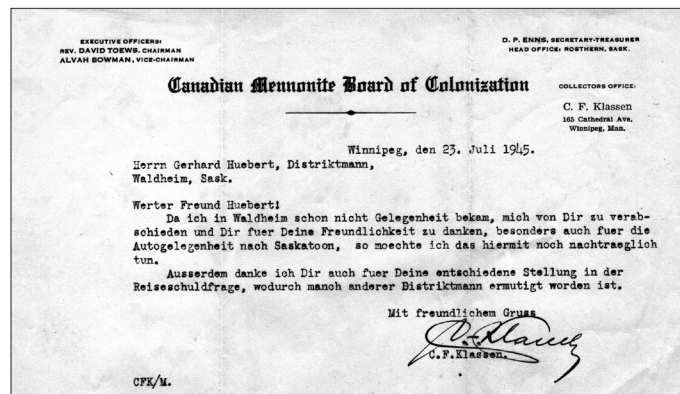 EXECUTIVE OFFICERS:
REV. DAVID TOEWS, CHAIRMAN
ALVAH BOWMAN, VICE-CHAIRMAN
D. P. ENNS, SECRETARY-TREASURER
HEAD OFFICE: ROSTHERN, SASK.
Canadian Mennonite Board of Colonization
COLLECTORS OFFICE:
C. F. Klassen
165 Cathedral Ave.
Winnipeg, Man.
Winnipeg, den 23. Juli 1945.
Herrn Gerhard Huebert, Distriktmann,
Waldheim, Sask.
Werter Freund Huebert!
Da ich in Waldheim schon nicht Gelegenheit bekam, mich von Dir zu verab-
schieden und Dir fuer Deine Freundlichkeit zu danken, besonders auch fuer die
Autogelegenheit nach Saskatoon, so moechte ich das hiermit noch nachtraeglich
tun.
Ausserdem danke ich Dir auch fuer Deine entschiedene Stellung in der
Reiseschuldfrage, wodurch manch anderer Distriktmann ermutigt worden ist.
Mit freundlichem Gruss
C. F. Klassen
C.F.Klassen.
CFK/M.